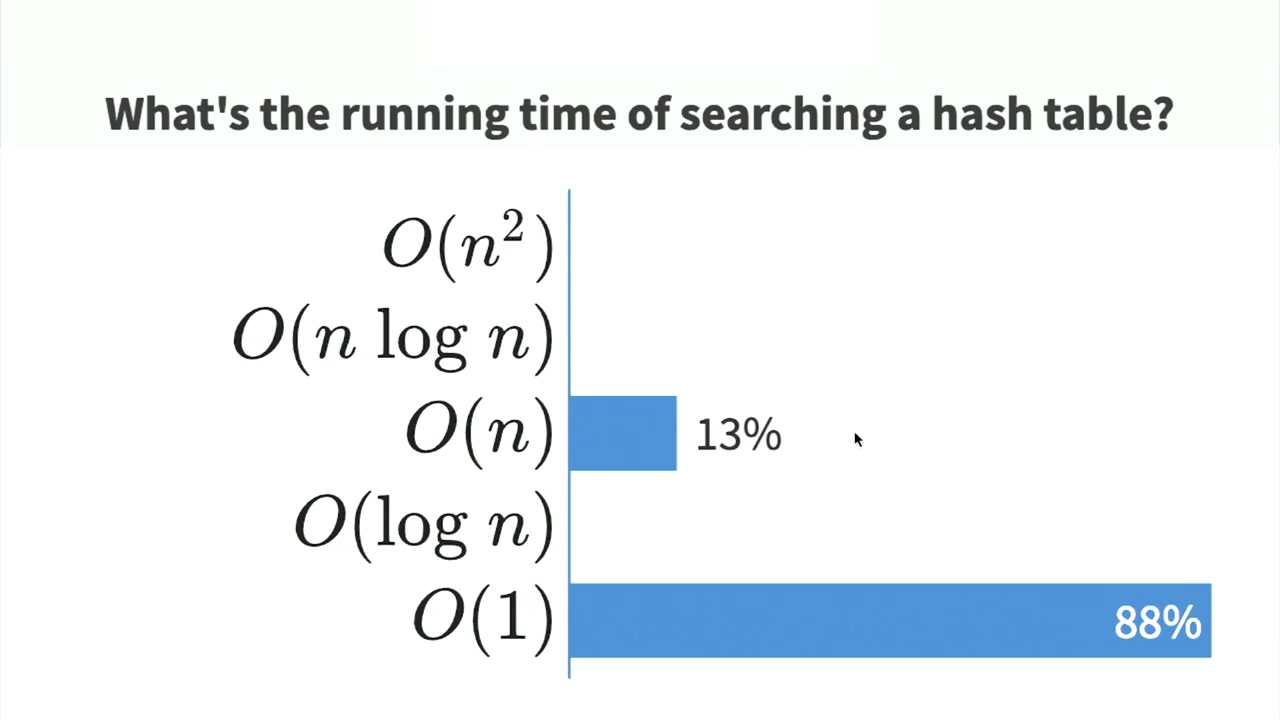 What's the running time of searching a hash table?
O(n²)
O(n log n)
O(n) 13%
O(log n)
O(1) 88%